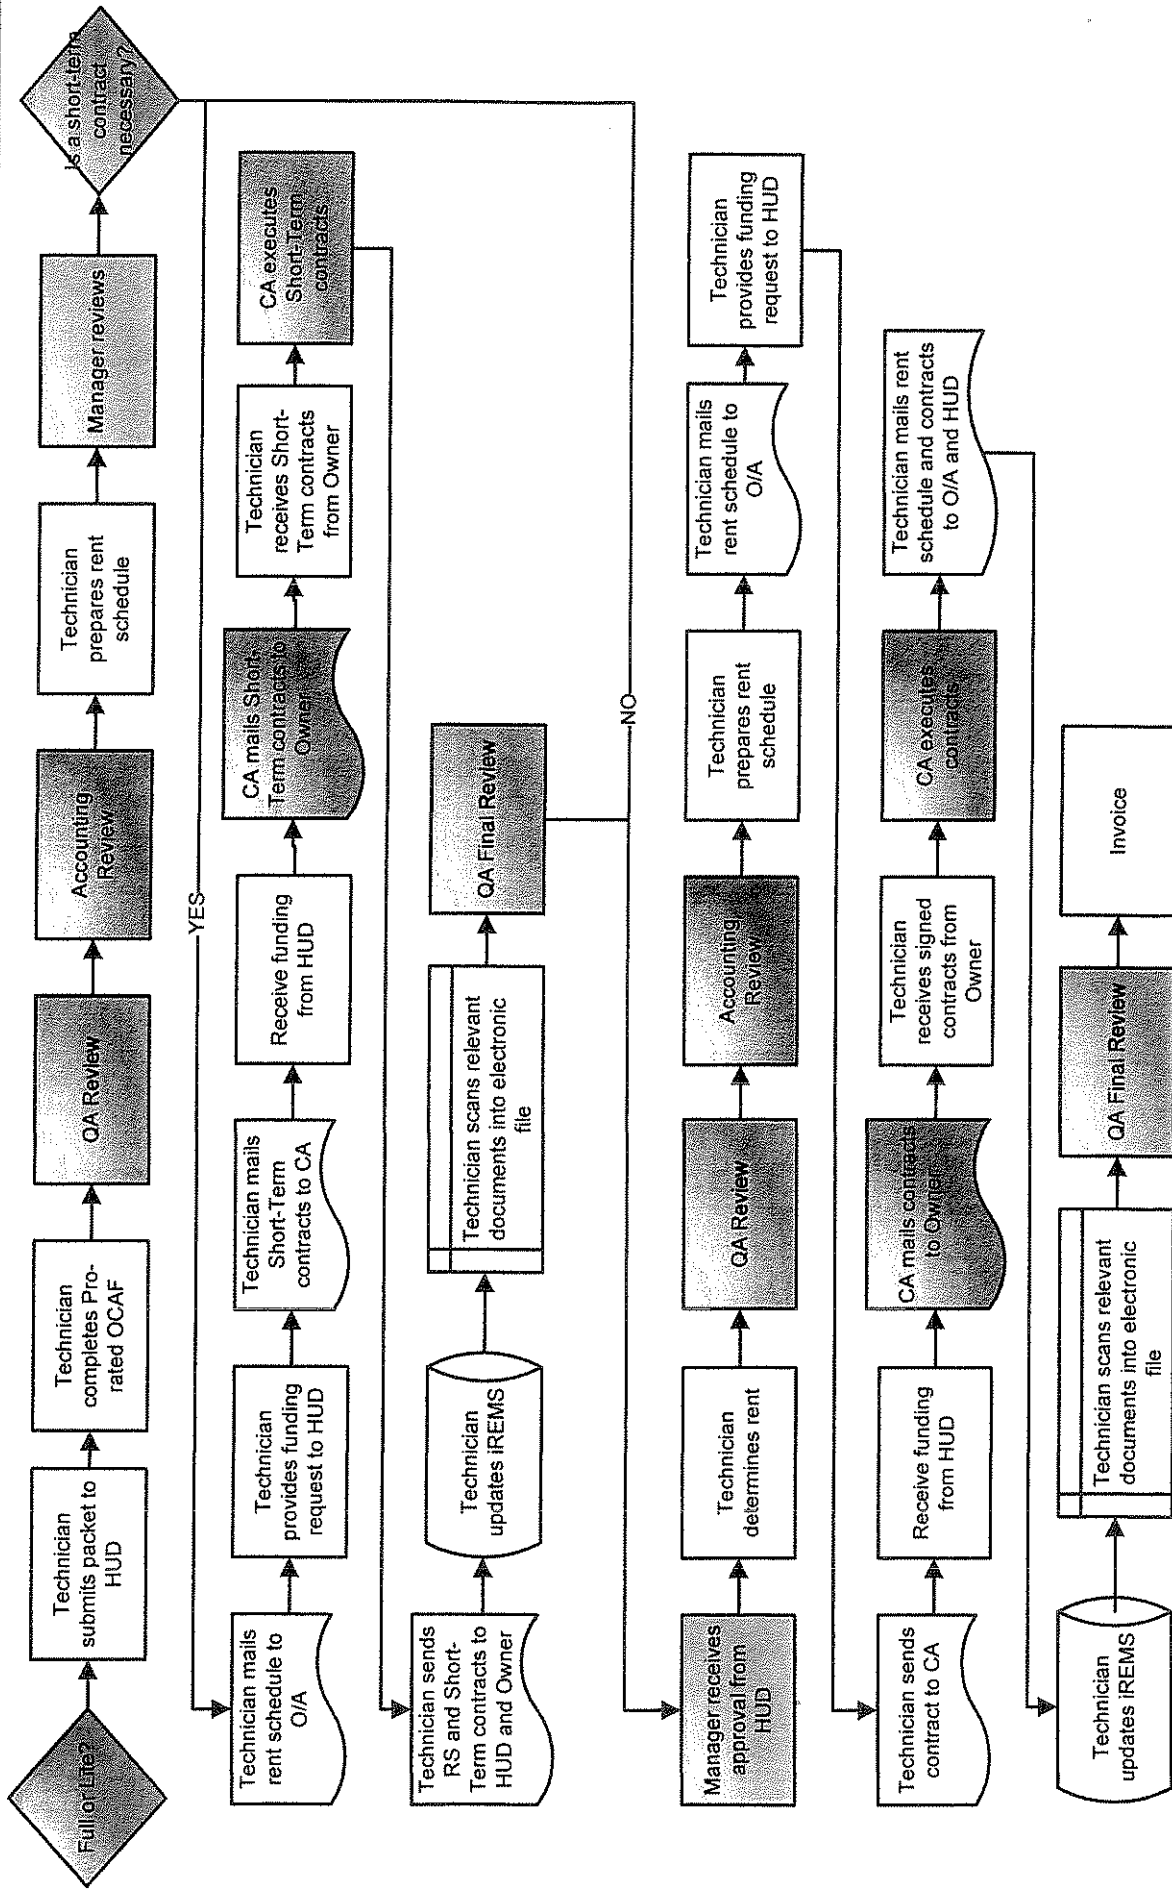 Full or Lite?
Technician
submits packet to
HUD
Technician
completes Pro-
rated OCAF
QA Review
Accounting
Review
Technician
prepares rent
schedule
Manager reviews
Is a short-term
contract
necessary?
YES
Technician mails
rent schedule to
O/A
Technician
provides funding
request to HUD
Technician mails
Short-Term
contracts to CA
Receive funding
from HUD
CA mails Short-
Term contracts to
Owner
Technician
receives Short-
Term contracts
from Owner
CA executes
Short-Term
contracts
Technician sends
RS and Short-
Term contracts to
HUD and Owner
Technician
updates iREMS
Technician scans relevant
documents into electronic
file
QA Final Review
NO
Manager receives
approval from
HUD
Technician
determines rent
QA Review
Accounting
Review
Technician
prepares rent
schedule
Technician mails
rent schedule to
O/A
Technician
provides funding
request to HUD
Technician sends
contract to CA
Receive funding
from HUD
CA mails contracts
to Owner
Technician
receives signed
contracts from
Owner
CA executes
contracts
Technician mails rent
schedule and contracts
to O/A and HUD
Technician
updates iREMS
Technician scans relevant
documents into electronic
file
QA Final Review
Invoice